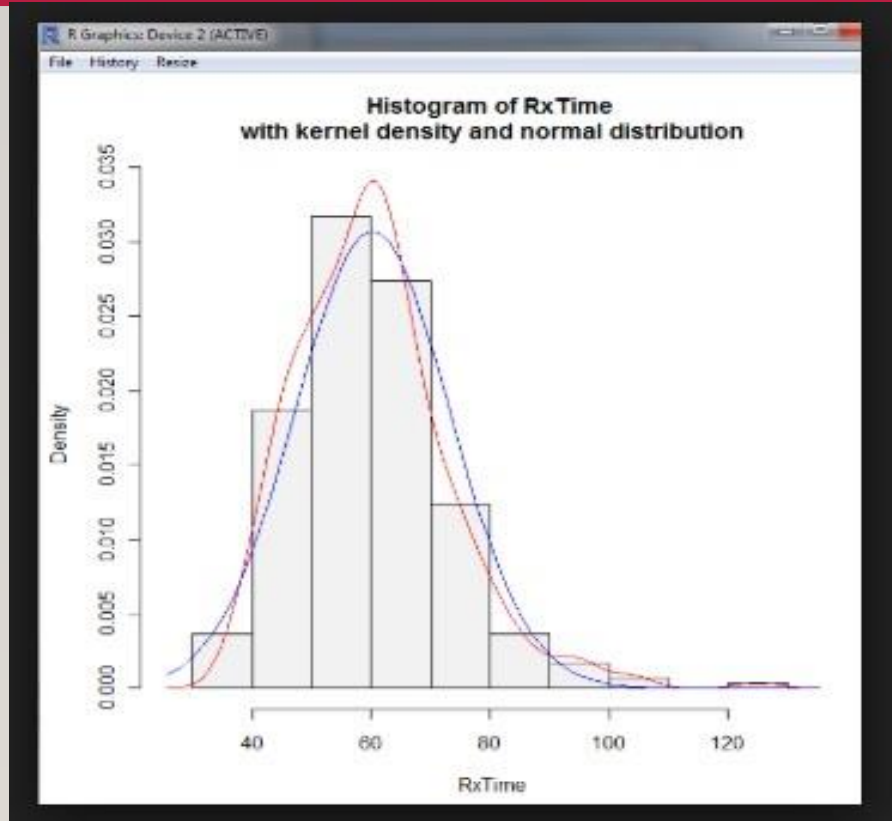 R Graphics: Device 2 (ACTIVE)
File History Resize
Histogram of RxTime
with kernel density and normal distribution
0.035
0.030
0.025
0.020
0.015
0.010
0.005
0.000
Density
40 60 80 100 120
RxTime